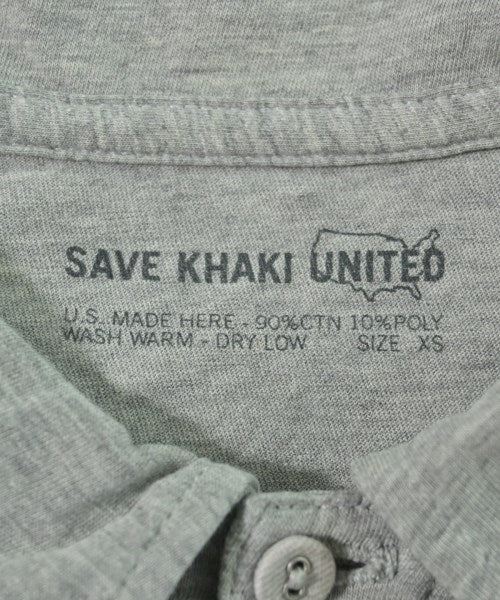 SAVE KHAKI UNITED
U.S. MADE HERE - 90%CTN 10%POLY
WASH WARM - DRY LOW SIZE XS